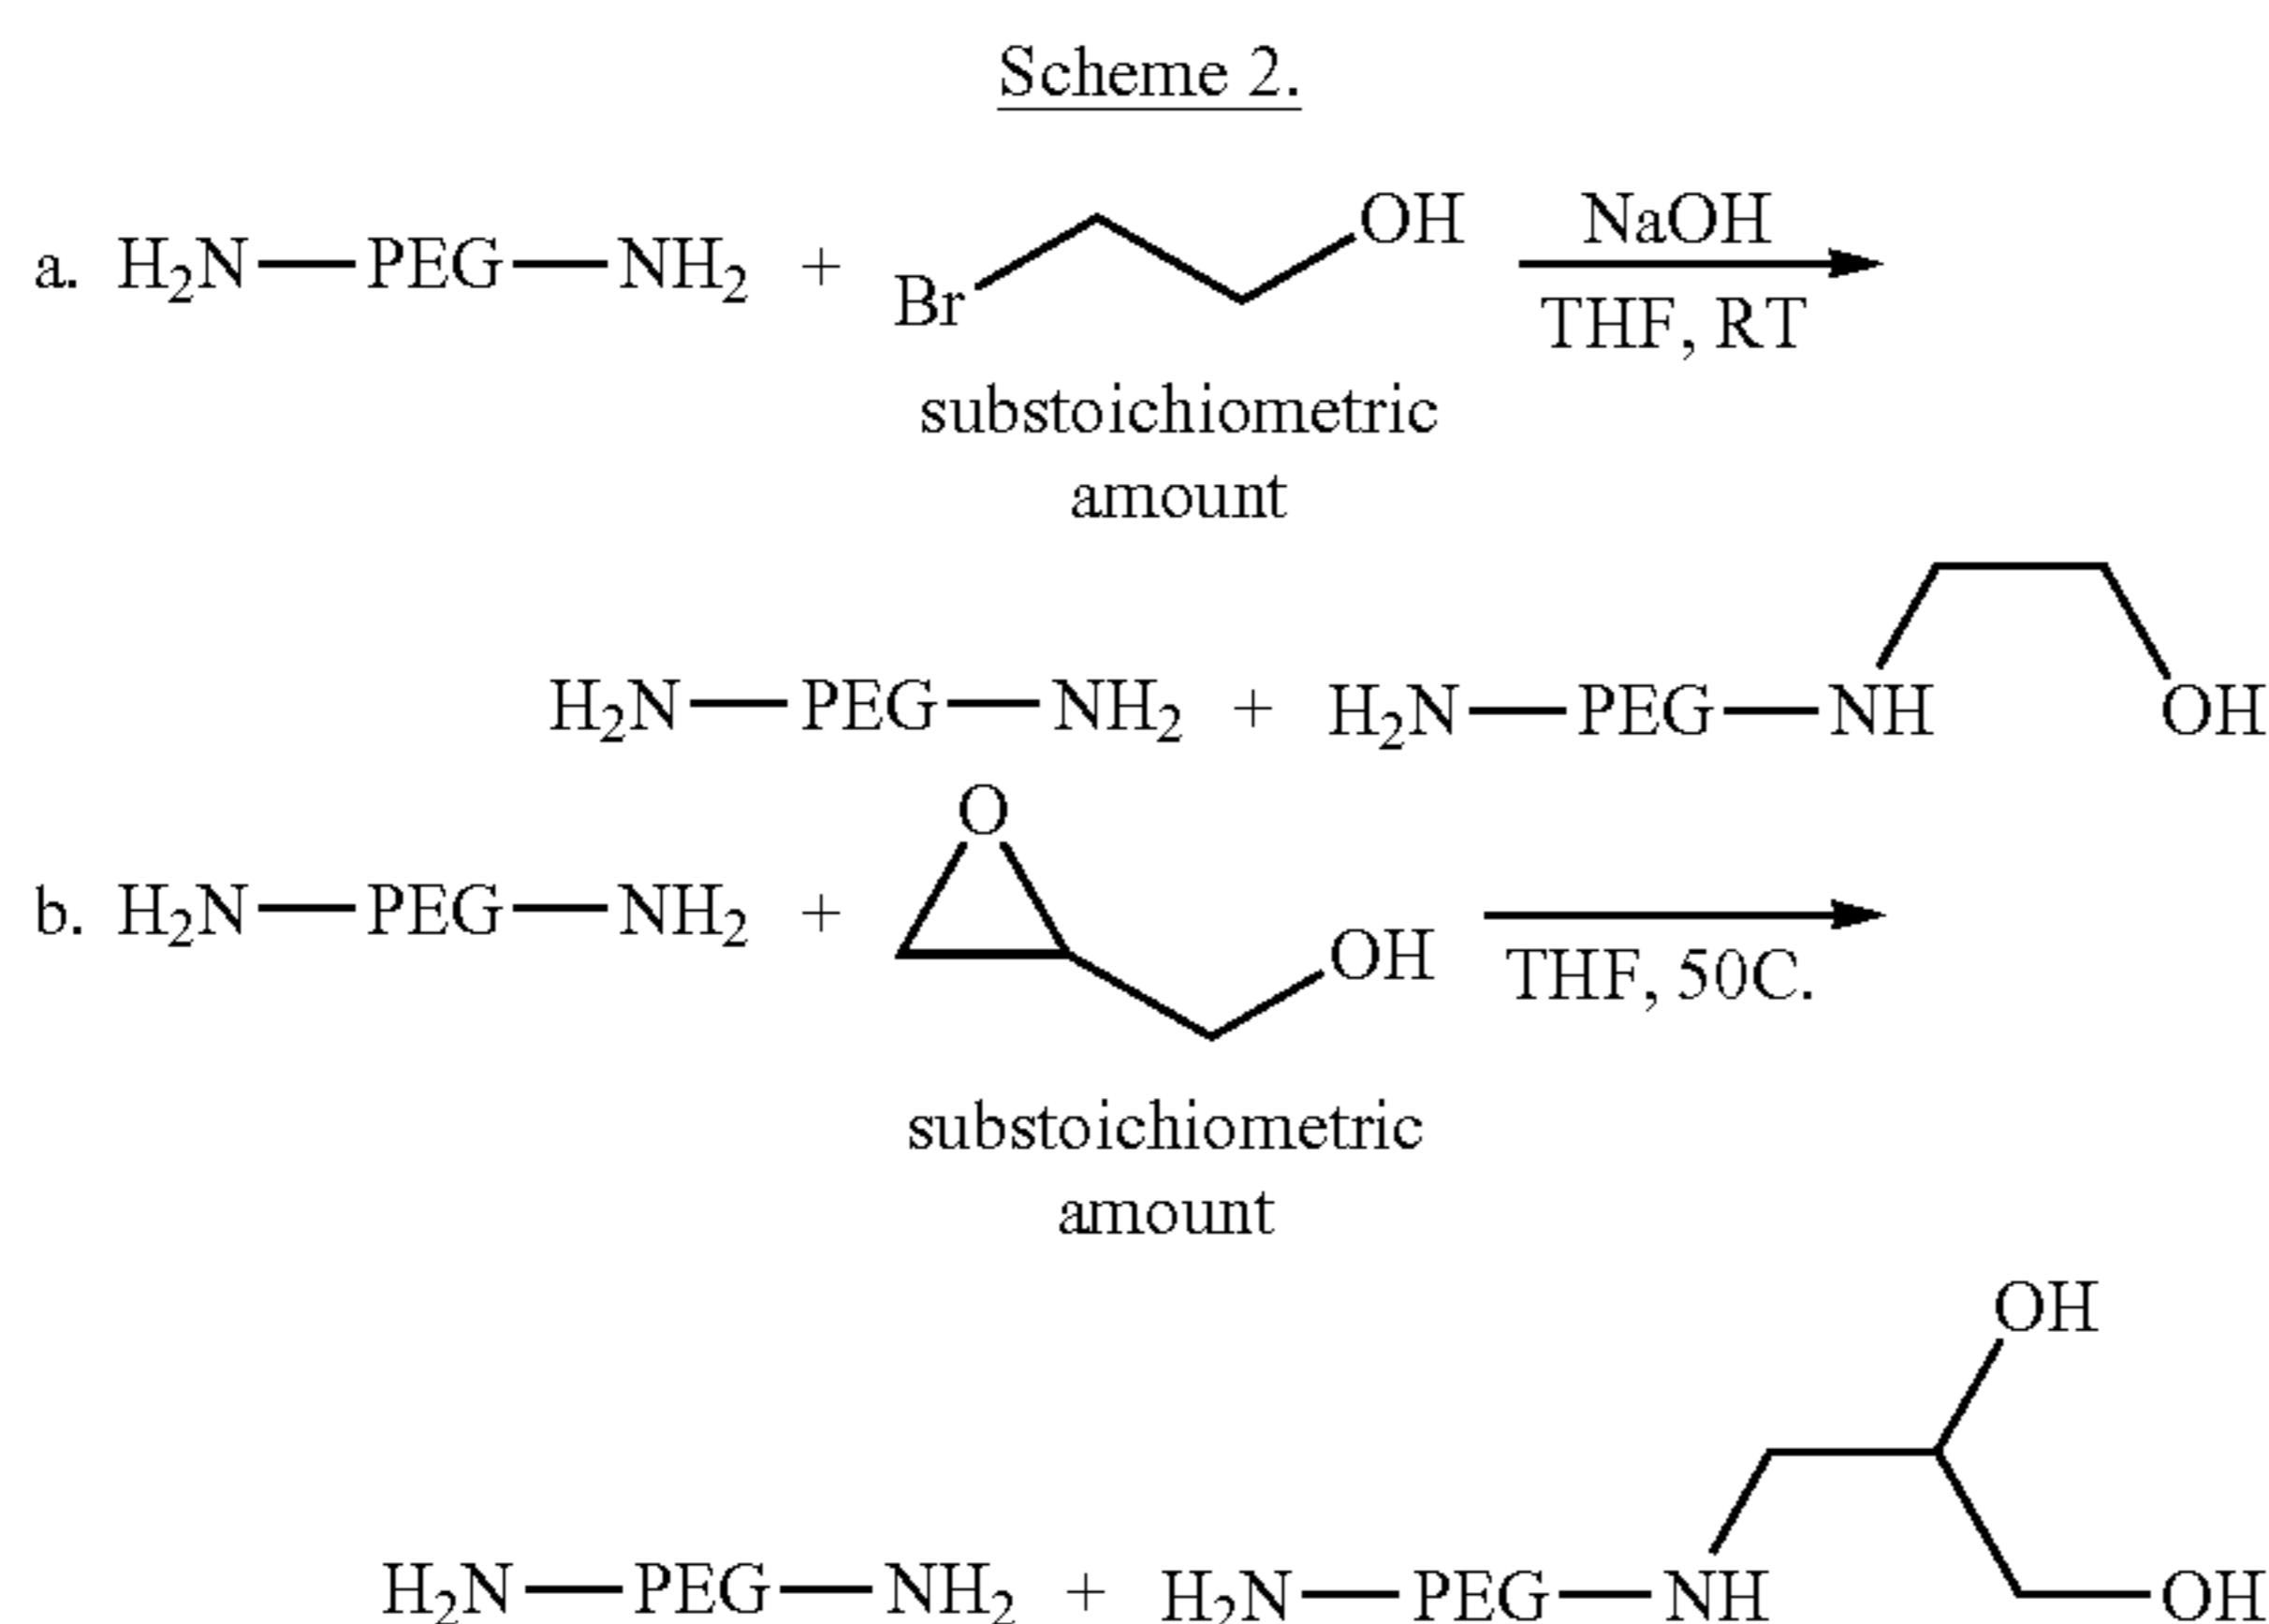 Scheme 2.
a. H₂N—PEG—NH₂ + Br OH NaOH
THF, RT
substoichiometric
amount
H₂N—PEG—NH₂ + H₂N—PEG—NH OH
O
b. H₂N—PEG—NH₂ + OH
THF, 50C.
substoichiometric
amount
OH
H₂N—PEG—NH₂ + H₂N—PEG—NH OH